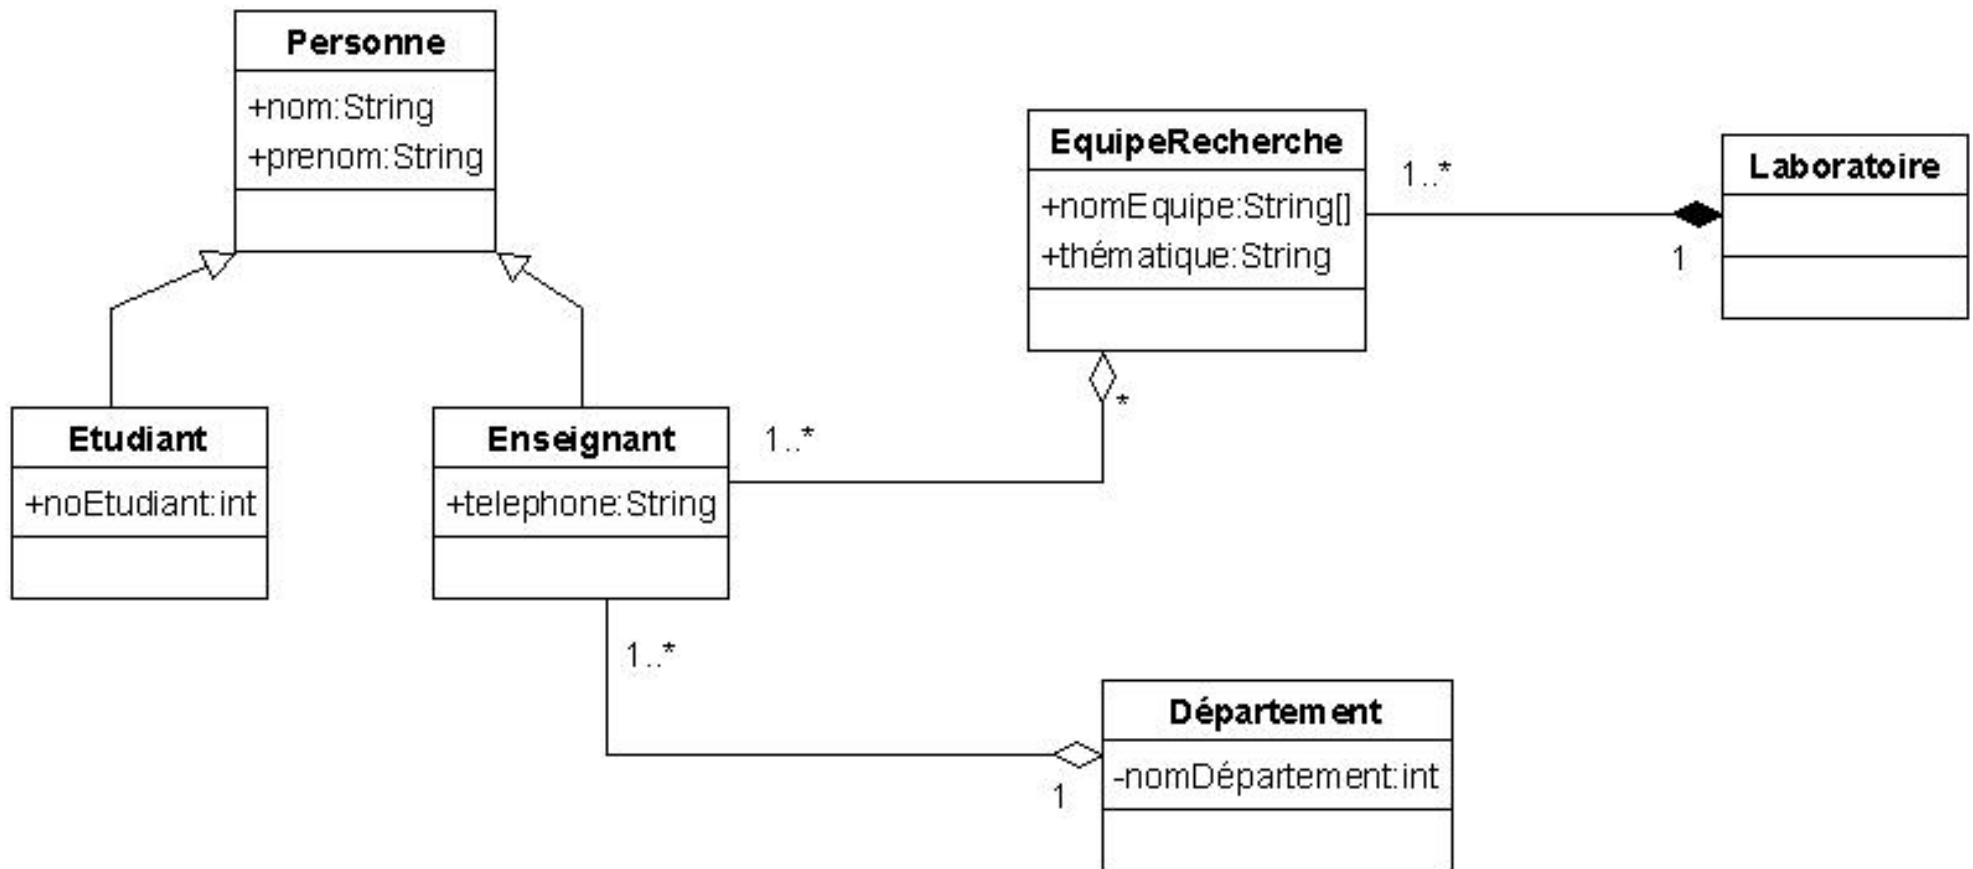 Personne
+nom:String
+prenom:String
EquipeRecherche
+nomEquipe:String[]
+thématique:String
1..*
Laboratoire
1
*
Etudiant
+noEtudiant:int
Enseignant
+telephone:String
1..*
1..*
Département
-nomDépartement:int
1